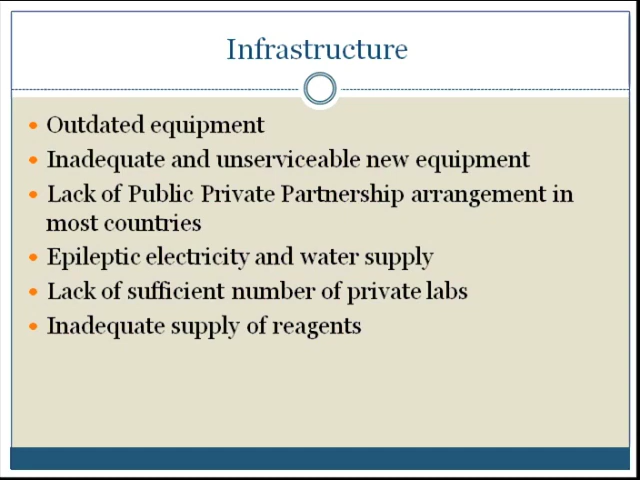 Infrastructure
• Outdated equipment
• Inadequate and unserviceable new equipment
• Lack of Public Private Partnership arrangement in
most countries
• Epileptic electricity and water supply
• Lack of sufficient number of private labs
• Inadequate supply of reagents